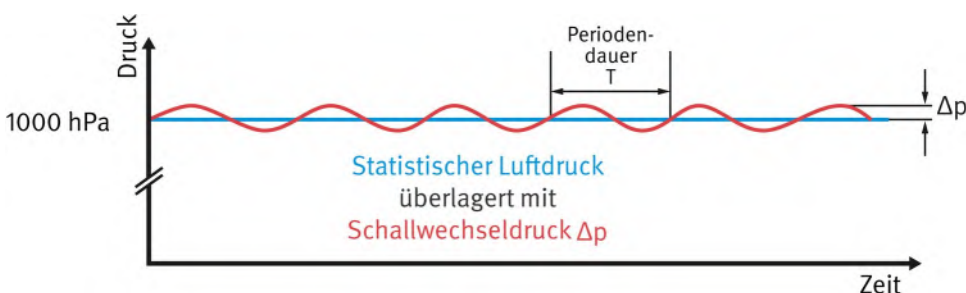 Druck
Perioden-
dauer
T
Δp
1000 hPa
Statistischer Luftdruck
überlagert mit
Schallwechseldruck Δp
Zeit